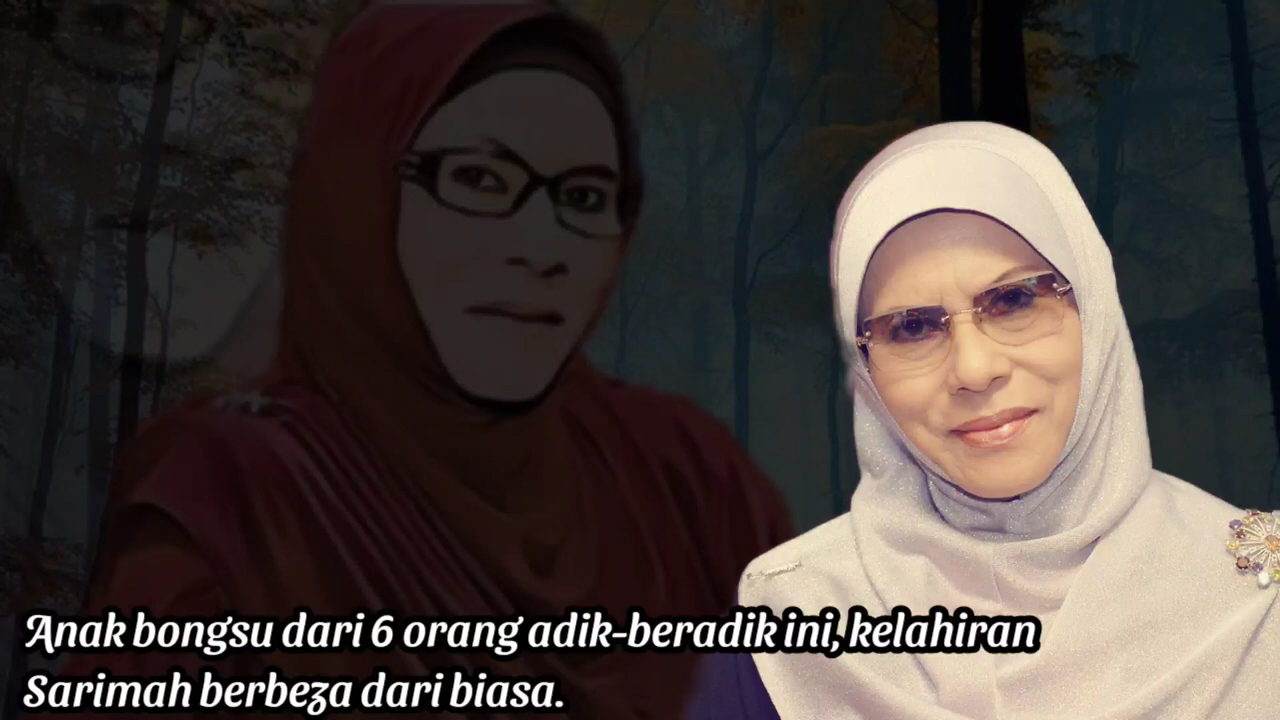 Anak bongsu dari 6 orang adik-beradik ini, kelahiran
Sarimah berbeza dari biasa.